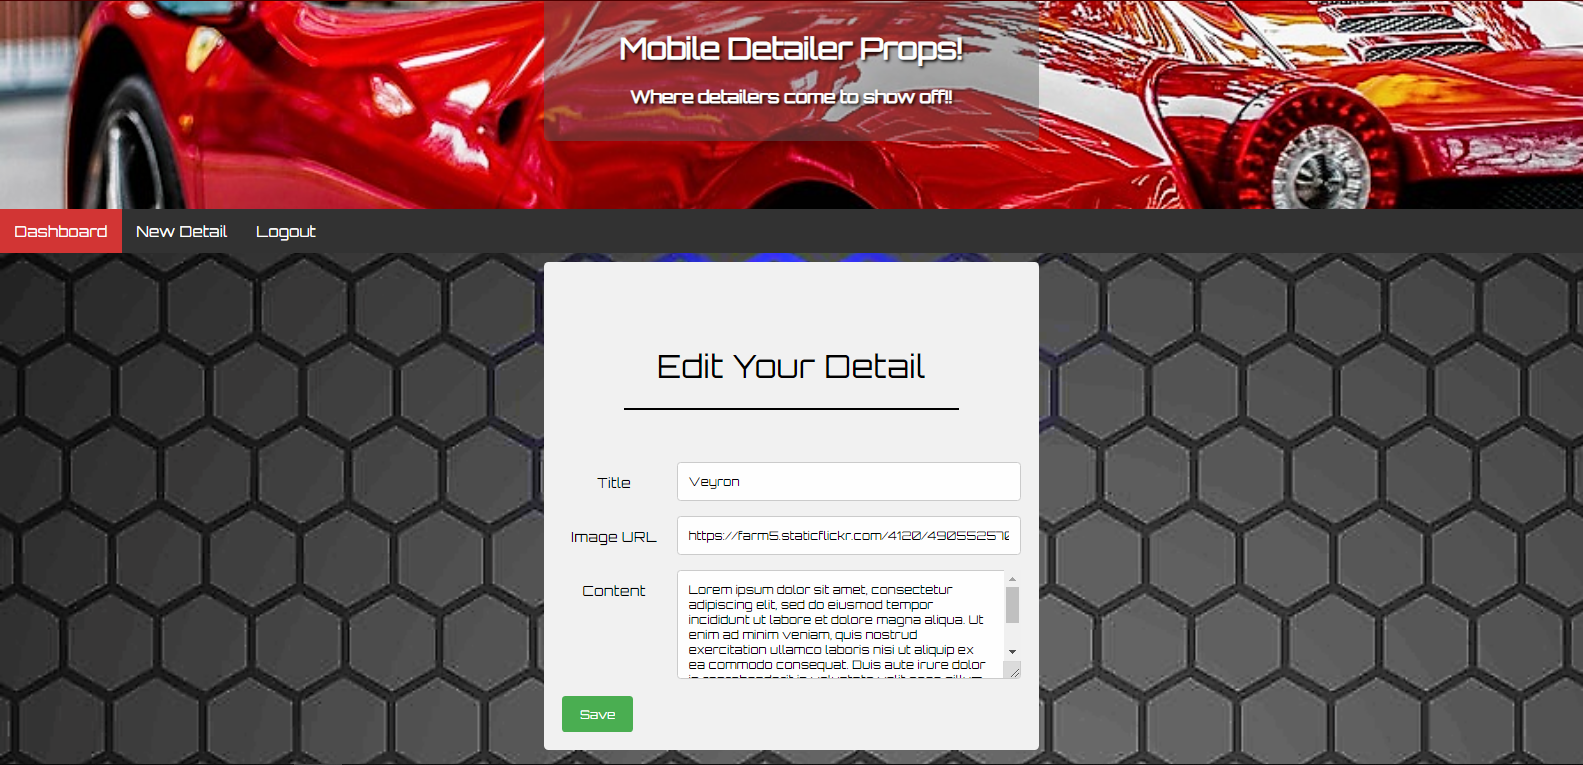 Mobile Detailer Props!
Where detailers come to show off!!
Dashboard New Detail Logout
Edit Your Detail
Title
Veyron
Image URL
https://farm5.staticflickr.com/4120/490552570
Content
Lorem ipsum dolor sit amet, consectetur
adipiscing elit, sed do eiusmod tempor
incididunt ut labore et dolore magna aliqua. Ut
enim ad minim veniam, quis nostrud
exercitation ullamco laboris nisi ut aliquip ex
ea commodo consequat. Duis aute irure dolor
Save